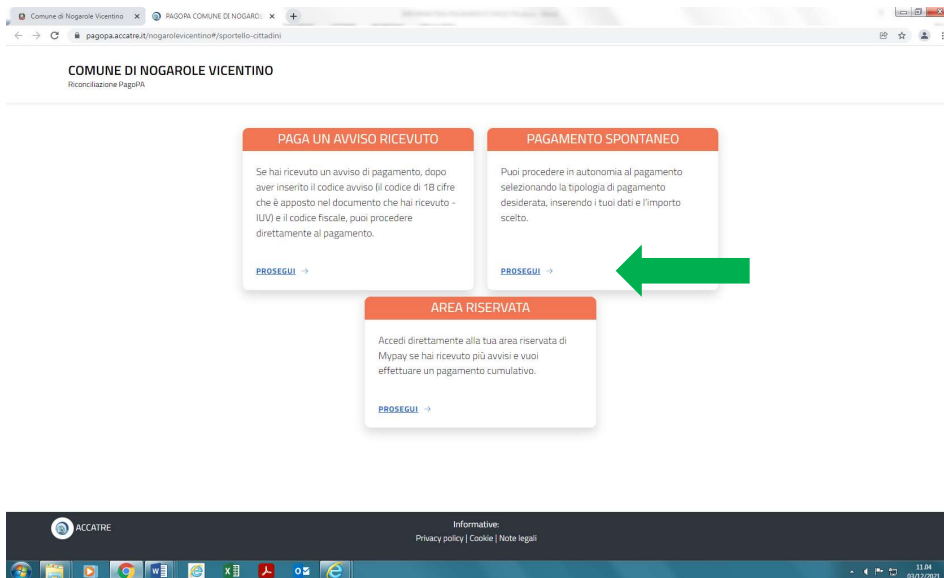 Comune di Nogarole Vicentino
PAGOPA COMUNE DI NOGARO
pagopa.accatre.it/nogarolevicentino#/sportello-cittadini
COMUNE DI NOGAROLE VICENTINO
Riconciliazione PagoPA
PAGA UN AVVISO RICEVUTO
Se hai ricevuto un avviso di pagamento, dopo
aver inserito il codice avviso (il codice di 18 cifre
che è apposto nel documento che hai ricevuto -
IUV) e il codice fiscale, puoi procedere
direttamente al pagamento.
PROSEGUI →
PAGAMENTO SPONTANEO
Puoi procedere in autonomia al pagamento
selezionando la tipologia di pagamento
desiderata, inserendo i tuoi dati e l'importo
scelto.
PROSEGUI →
AREA RISERVATA
Accedi direttamente alla tua area riservata di
Mypay se hai ricevuto più avvisi e vuoi
effettuare un pagamento cumulativo.
PROSEGUI →
ACCATRE
Informative:
Privacy policy | Cookie | Note legali
11.04
03/12/2021